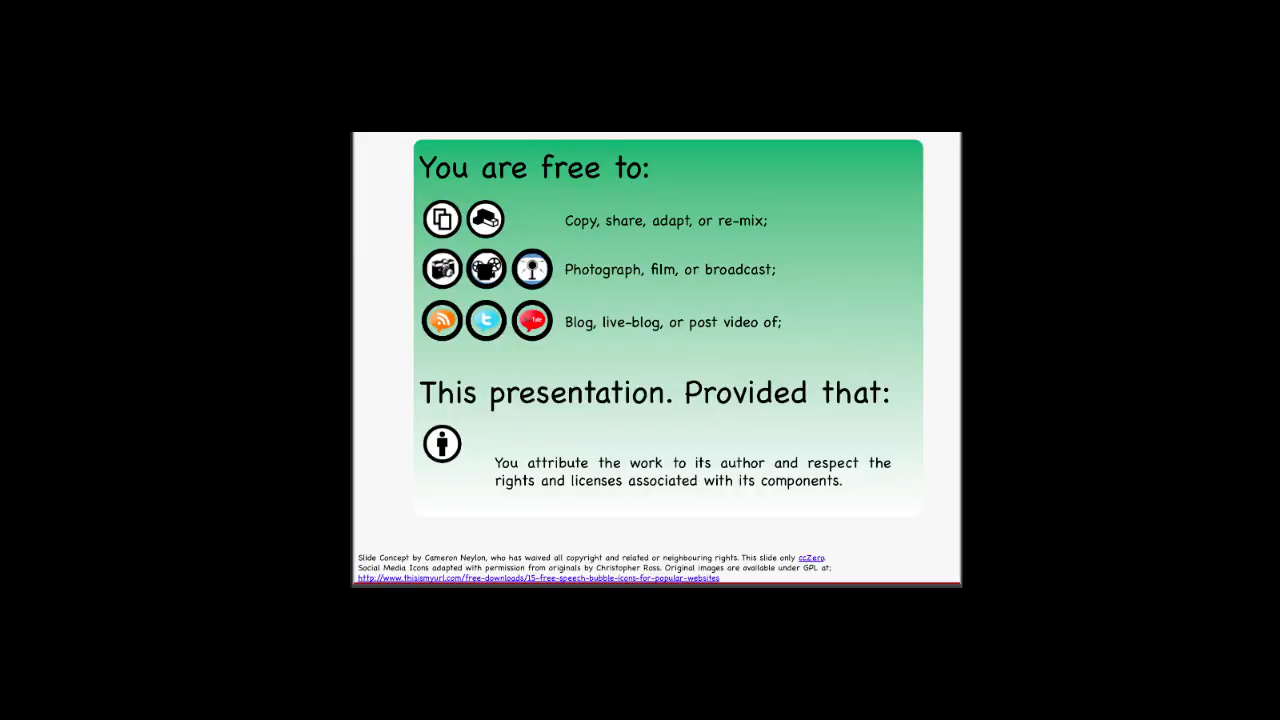 You are free to:
Copy, share, adapt, or re-mix;
Photograph, film, or broadcast;
Blog, live-blog, or post video of;
This presentation. Provided that:
You attribute the work to its author and respect the
rights and licenses associated with its components.
Slide Concept by Cameron Neylon, who has waived all copyright and related or neighbouring rights. This slide only ccZero.
Social Media Icons adapted with permission from originals by Christopher Ross. Original images are available under GPL at;
http://www.thisismyurl.com/free-downloads/15-free-speech-bubble-icons-for-popular-websites